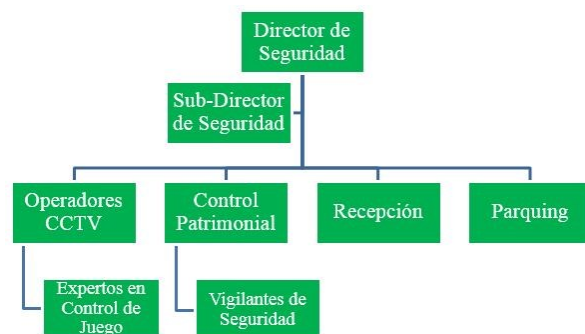 Director de
Seguridad
Sub-Director
de Seguridad
Operadores
CCTV
Control
Patrimonial
Recepción
Parquing
Expertos en
Control de
Juego
Vigilantes de
Seguridad